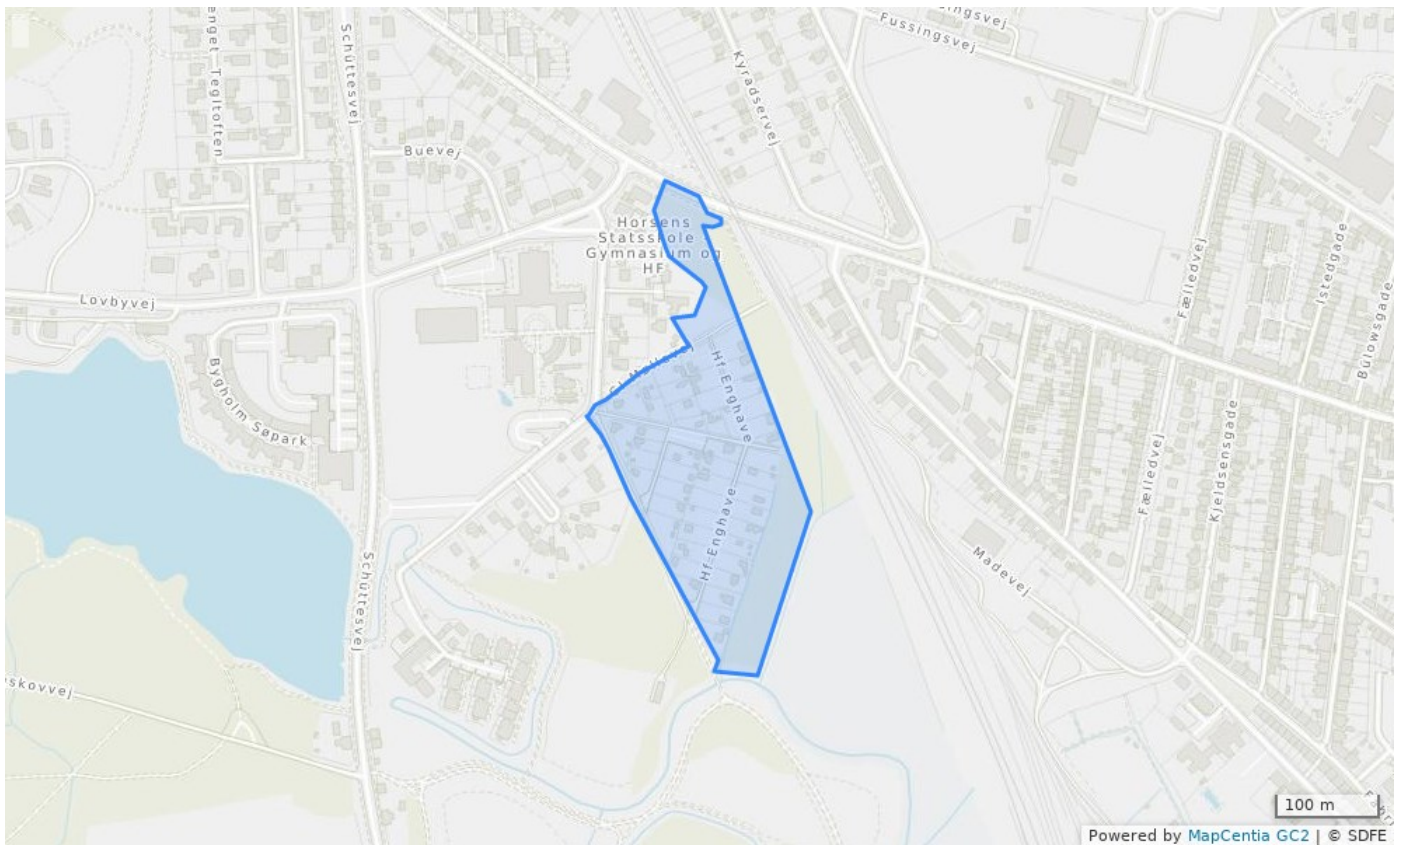 Fussingsvej
Schüttesvej
Tegltoften
Kyradservej
Buevej
Horsens
Statsskole
Gymnasium og
HF
Lovbyvej
Fælledvej
Istedgade
Bülowsgade
Bygholm Søpark
Hf Enghave
Kjeldsensgade
Fælledvej
Hf Enghave
Madevej
Schüttesvej
100 m
Powered by MapCentia GC2 | © SDFE